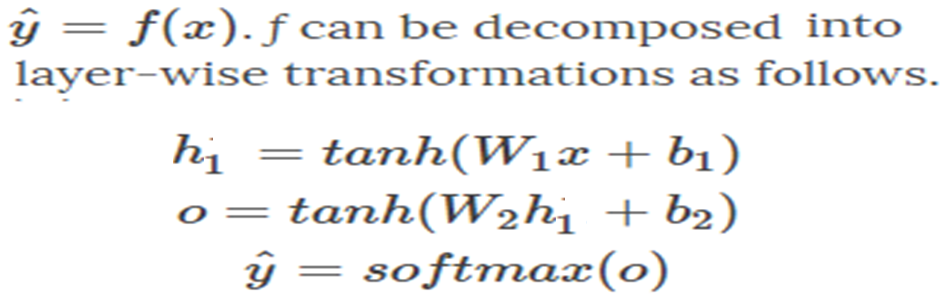 ŷ = f(x). f can be decomposed into
layer-wise transformations as follows.
h₁ = tanh(W₁x + b₁)
o = tanh(W₂h₁ + b₂)
ŷ = softmax(o)